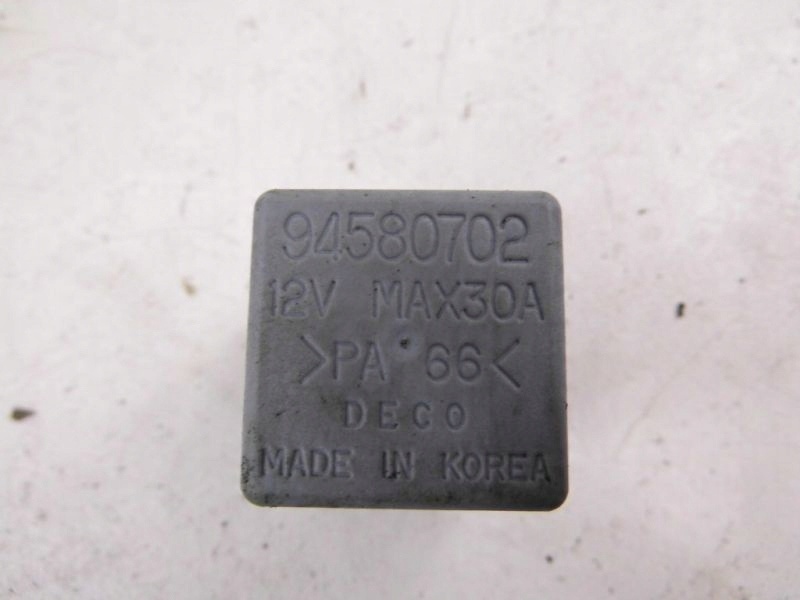 94580702
12V MAX30A
>PA 66<
DECO
MADE IN KOREA